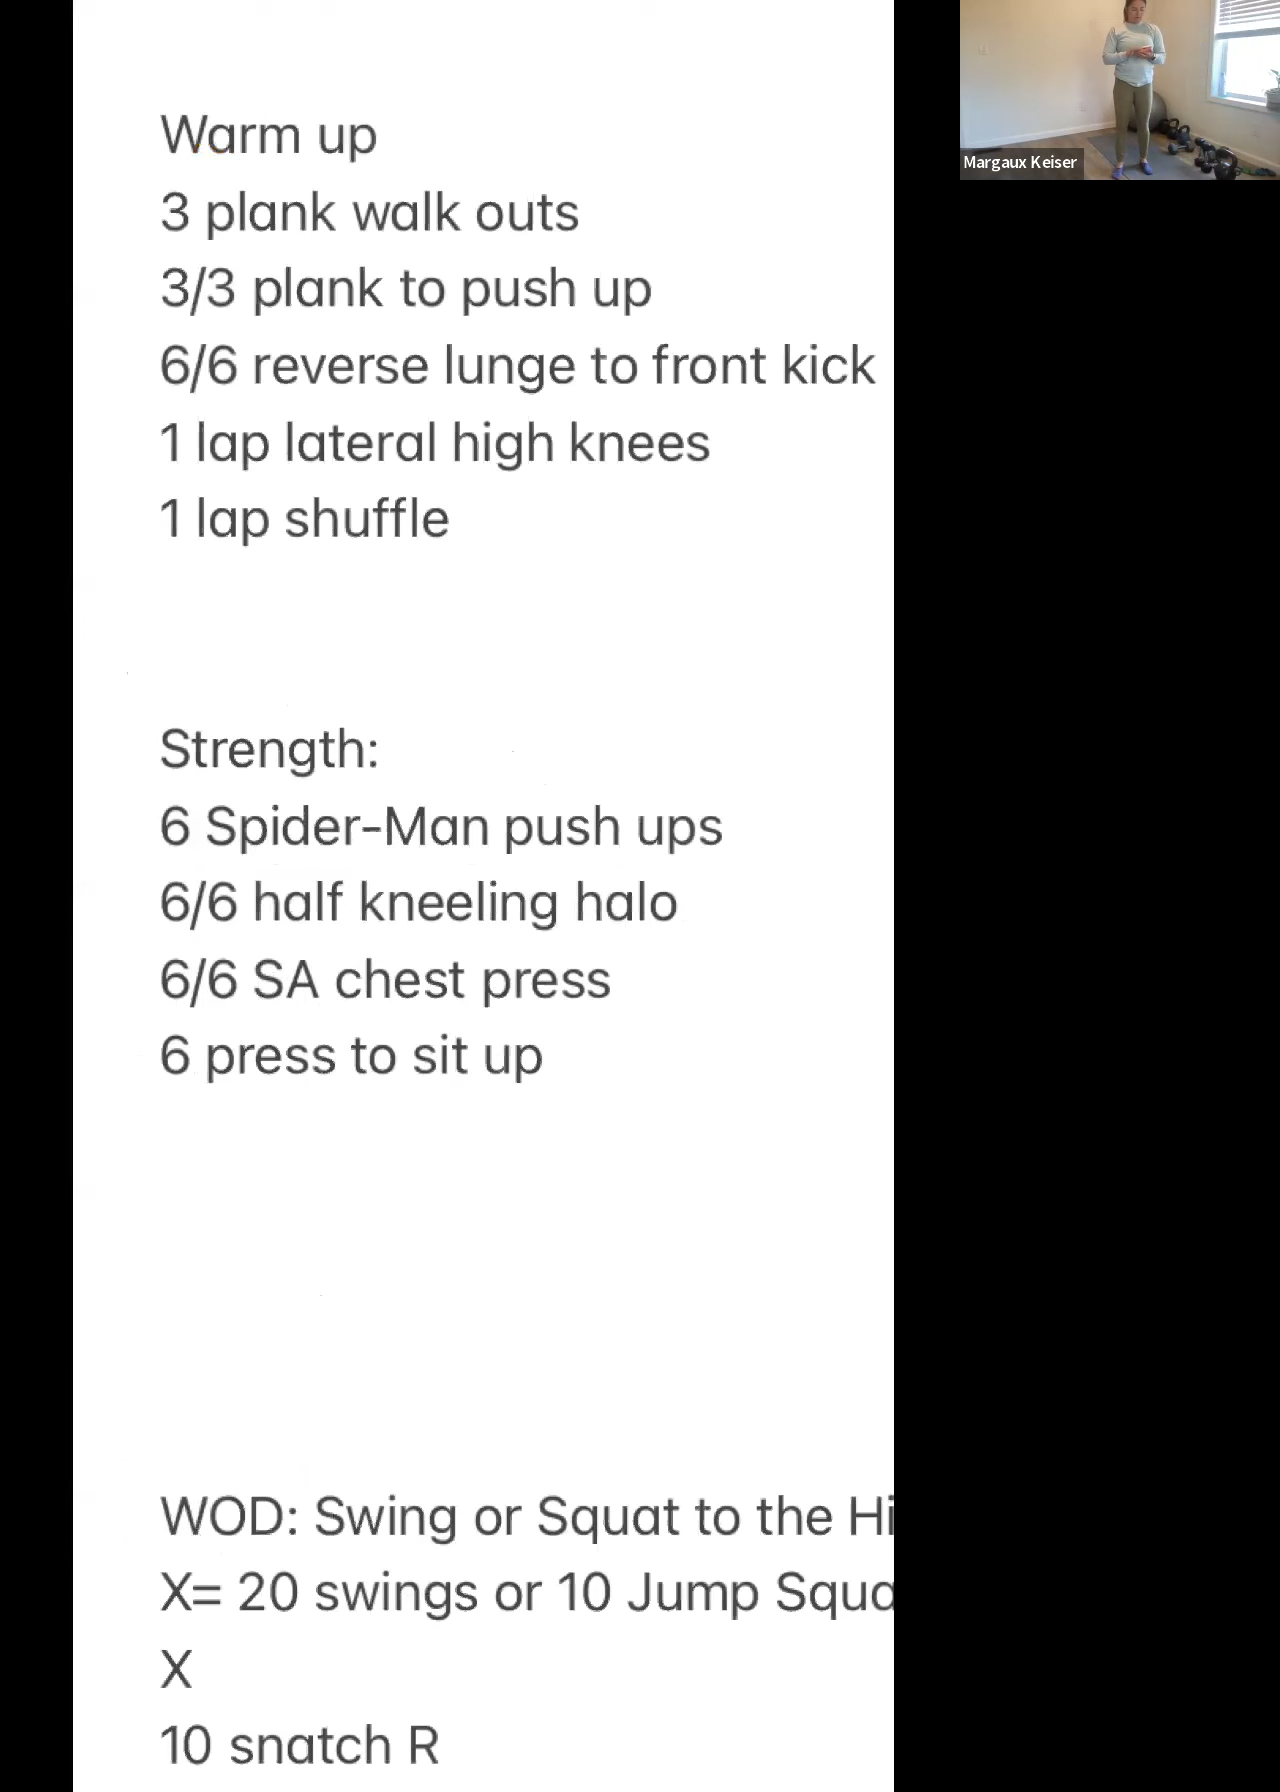 Warm up
3 plank walk outs
3/3 plank to push up
6/6 reverse lunge to front kick
1 lap lateral high knees
1 lap shuffle
Strength:
6 Spider-Man push ups
6/6 half kneeling halo
6/6 SA chest press
6 press to sit up
WOD: Swing or Squat to the Hi
X= 20 swings or 10 Jump Squa
X
10 snatch R
Margaux Keiser